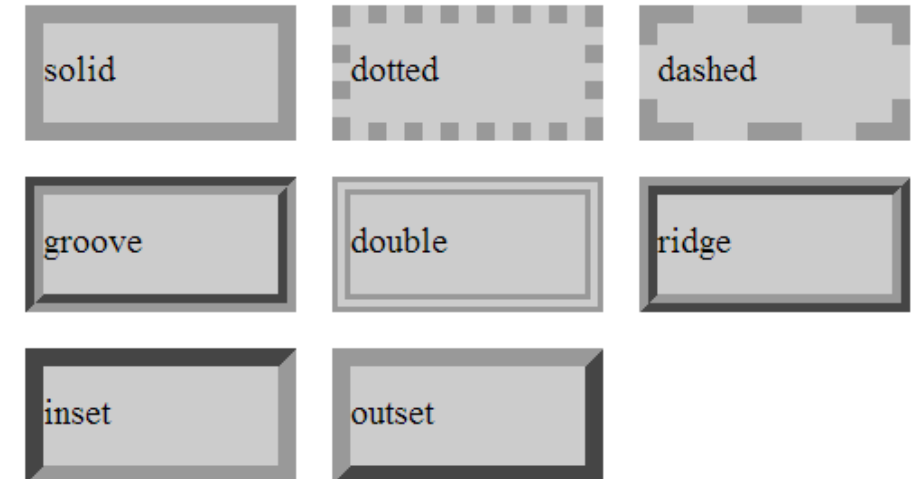 solid
dotted
dashed
groove
double
ridge
inset
outset